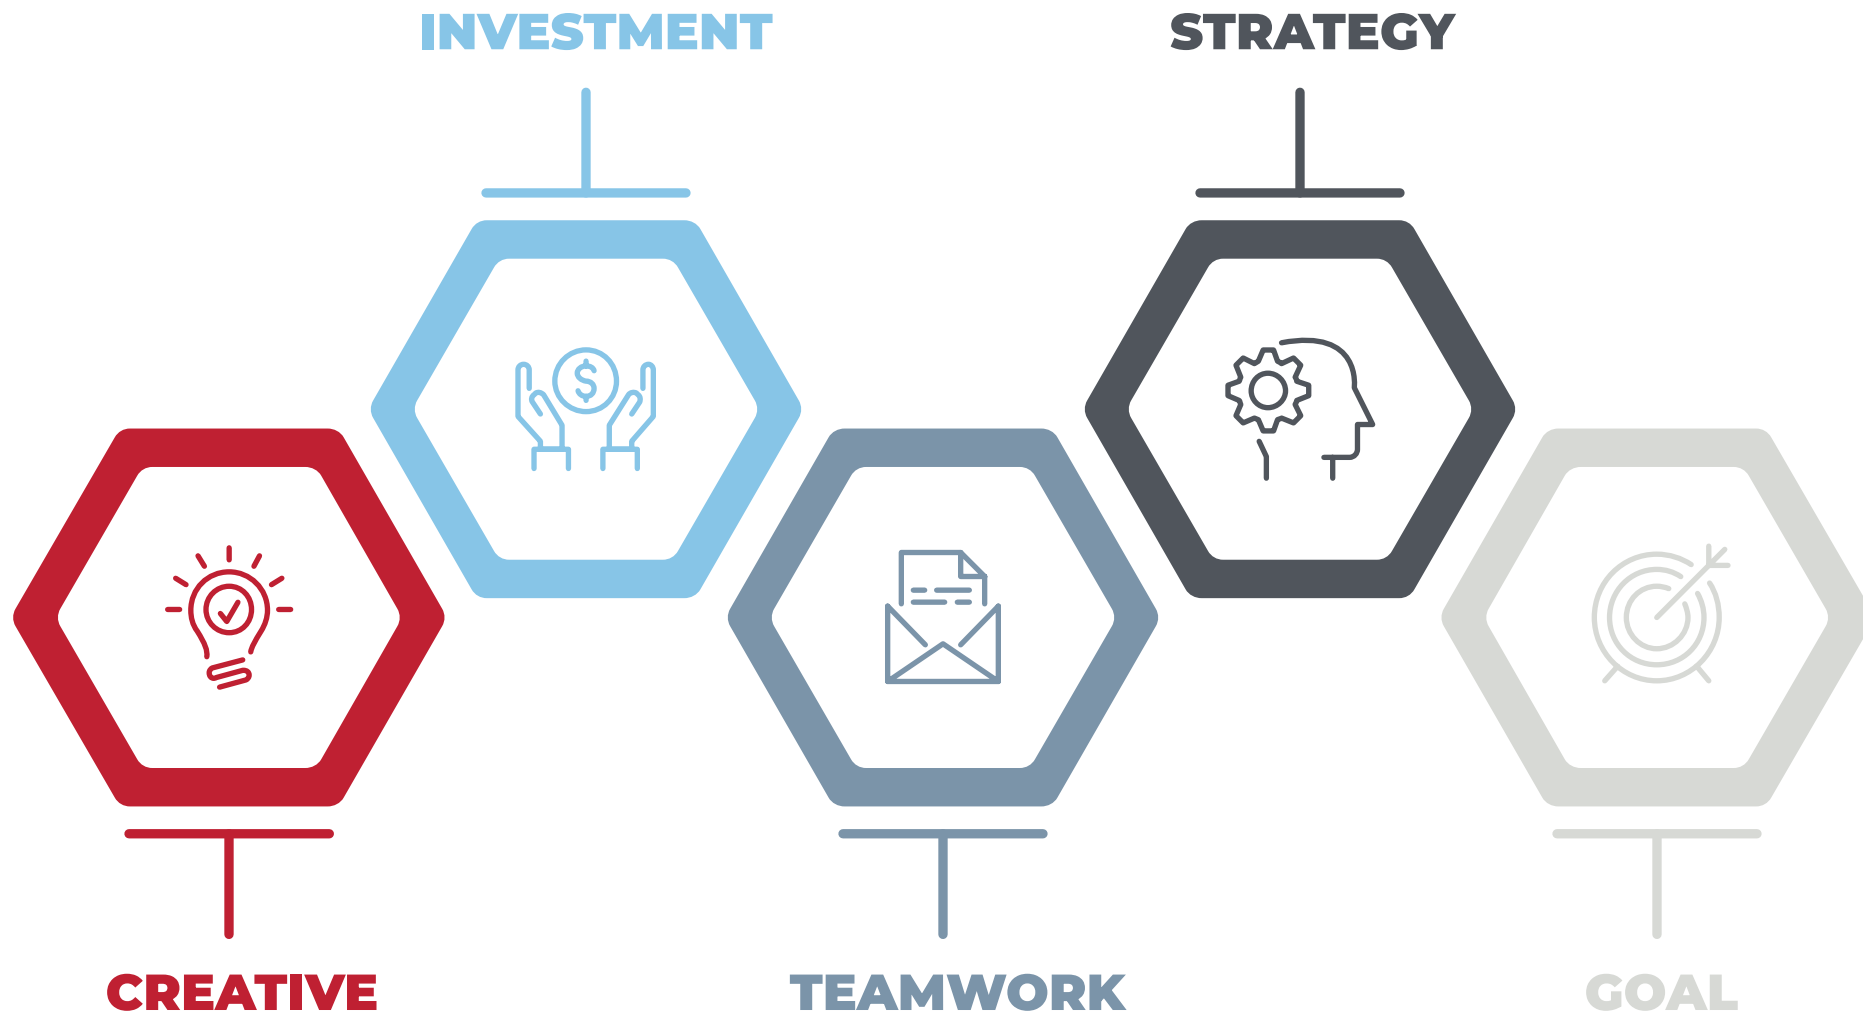 INVESTMENT
STRATEGY
$
CREATIVE
TEAMWORK
GOAL